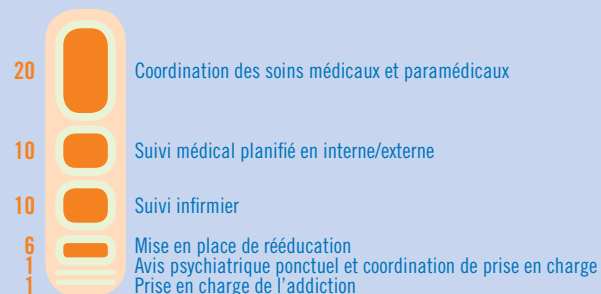 20 Coordination des soins médicaux et paramédicaux
10 Suivi médical planifié en interne/externe
10 Suivi infirmier
6 Mise en place de rééducation
1 Avis psychiatrique ponctuel et coordination de prise en charge
1 Prise en charge de l'addiction